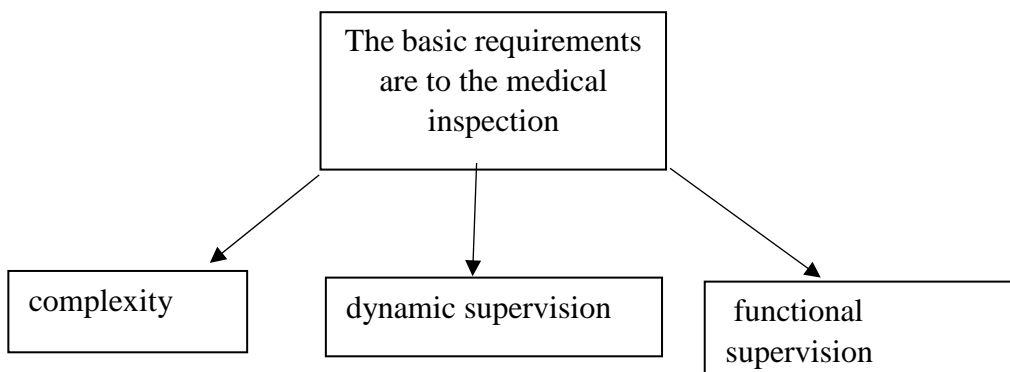 The basic requirements
are to the medical
inspection
complexity
dynamic supervision
functional
supervision